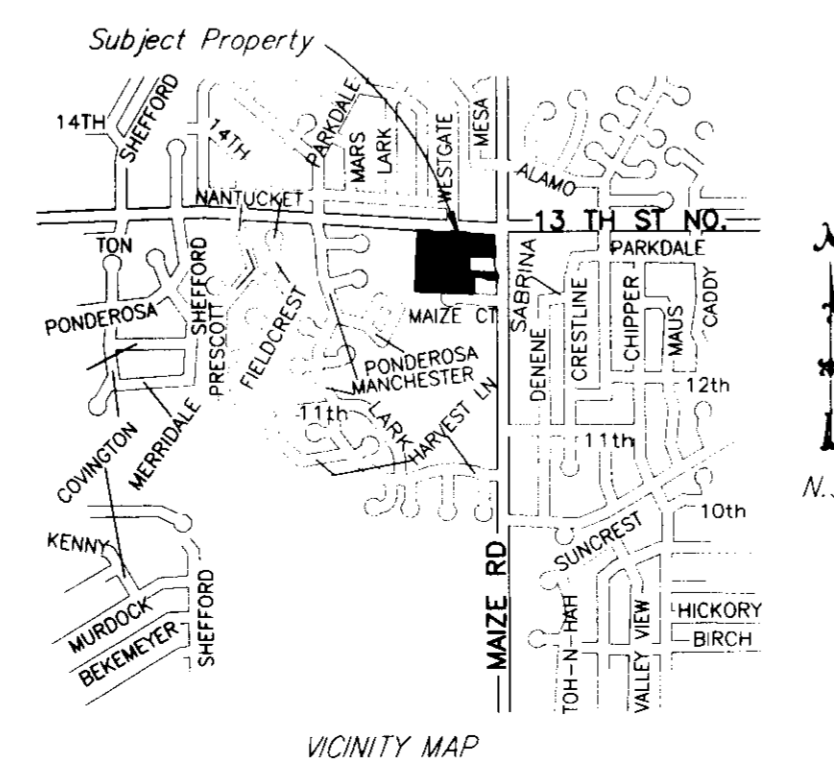 Subject Property
14TH
SHEFFORD
14TH
PARKDALE
MARS
LARK
WESTGATE
MESA
ALAMO
NANTUCKET
13 TH ST NO.
TON
SHEFFORD
PARKDALE
SABRINA
PONDEROSA
PRESCOTT
FIELDCREST
MAIZE CT
DENENE
CRESTLINE
CHIPPER
MAUS
CADDY
PONDEROSA
MANCHESTER
12th
MERRIDALE
11th
LARK
HARVEST LN
11th
COVINGTON
10th
SUNCREST
KENNY
MAIZE RD
MURDOCK
SHEFFORD
BEKEMEYER
TOH-N-HAH
VALLEY VIEW
HICKORY
BIRCH
VICINITY MAP